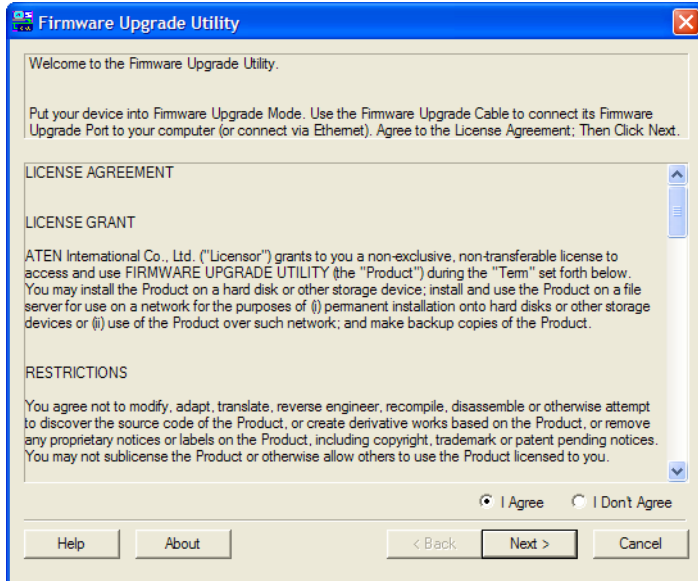 Firmware Upgrade Utility
Welcome to the Firmware Upgrade Utility.
Put your device into Firmware Upgrade Mode. Use the Firmware Upgrade Cable to connect its Firmware
Upgrade Port to your computer (or connect via Ethernet). Agree to the License Agreement; Then Click Next.
LICENSE AGREEMENT
LICENSE GRANT
ATEN International Co., Ltd. ("Licensor") grants to you a non-exclusive, non-transferable license to
access and use FIRMWARE UPGRADE UTILITY (the "Product") during the "Term" set forth below.
You may install the Product on a hard disk or other storage device; install and use the Product on a file
server for use on a network for the purposes of (i) permanent installation onto hard disks or other storage
devices or (ii) use of the Product over such network; and make backup copies of the Product.
RESTRICTIONS
You agree not to modify, adapt, translate, reverse engineer, recompile, disassemble or otherwise attempt
to discover the source code of the Product, or create derivative works based on the Product, or remove
any proprietary notices or labels on the Product, including copyright, trademark or patent pending notices.
You may not sublicense the Product or otherwise allow others to use the Product licensed to you.
I Agree I Don't Agree
Help About < Back Next > Cancel